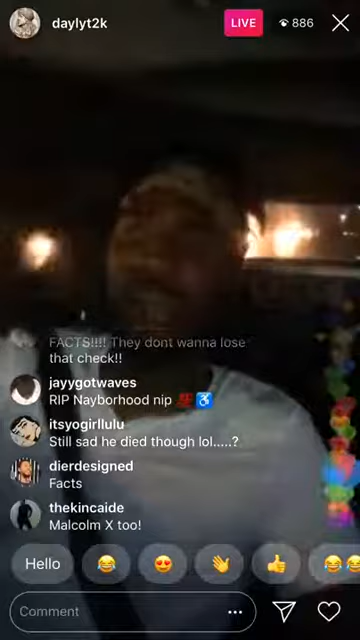 daylyt2k
LIVE
886
FACTS!!!! They dont wanna lose
that check!!
jayygotwaves
RIP Nayborhood nip 💯♿
itsyogirllulu
Still sad he died though lol.....?
dierdesigned
Facts
thekincaide
Malcolm X too!
Hello 😂 😍 👋 👍 😂😂
Comment